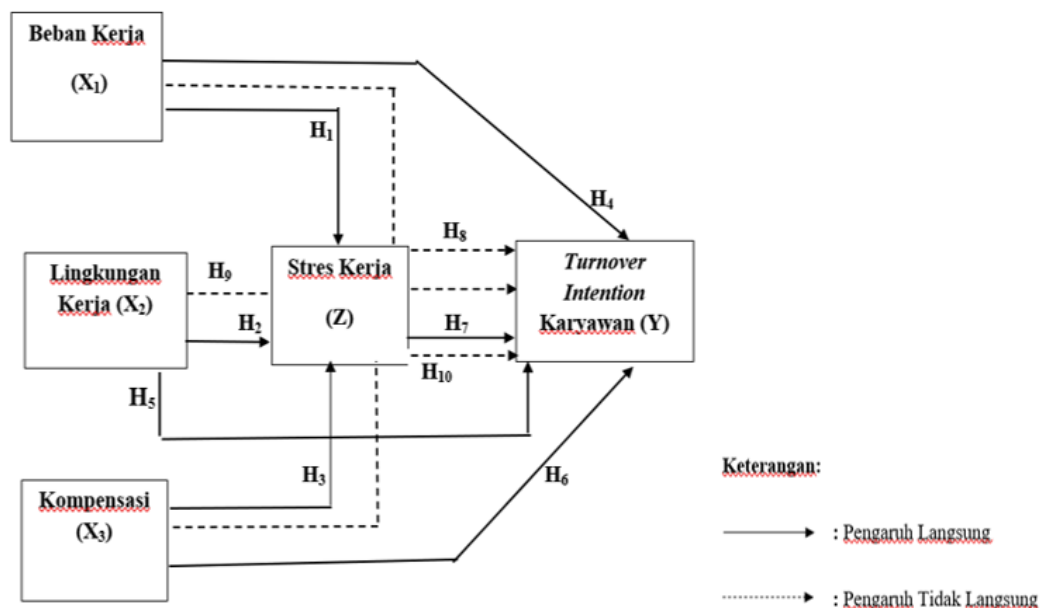 Beban Kerja
(X₁)
H₁
H₄
Lingkungan
Kerja (X₂)
H₉
H₂
H₅
Stres Kerja
(Z)
H₈
H₇
H₁₀
Turnover
Intention
Karyawan (Y)
Kompensasi
(X₃)
H₃
H₆
Keterangan:
: Pengaruh Langsung
: Pengaruh Tidak Langsung